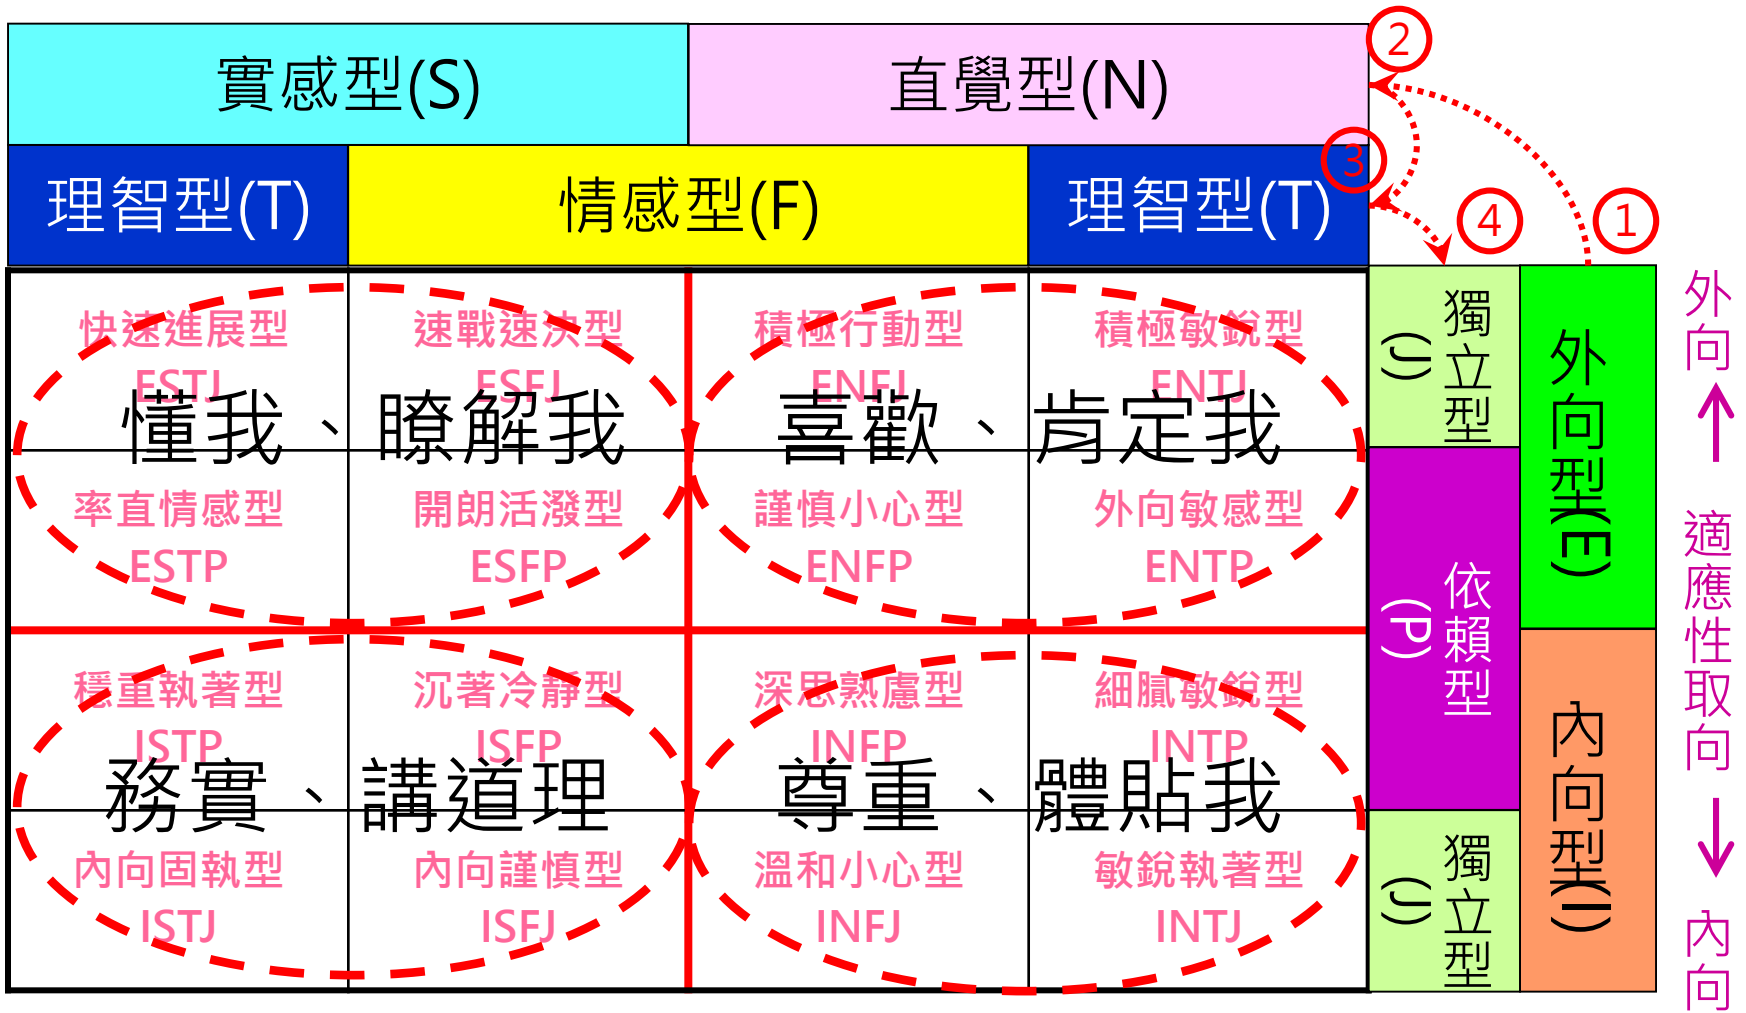 實感型(S)
直覺型(N)
②
理智型(T)
情感型(F)
理智型(T)
③
④
①
快速進展型
ESTJ
速戰速決型
ESFJ
積極行動型
ENFJ
積極敏銳型
ENTJ
懂我、瞭解我
喜歡、肯定我
率直情感型
ESTP
開朗活潑型
ESFP
謹慎小心型
ENFP
外向敏感型
ENTP
穩重執著型
ISTP
沉著冷靜型
ISFP
深思熟慮型
INFP
細膩敏銳型
INTP
務實、講道理
尊重、體貼我
內向固執型
ISTJ
內向謹慎型
ISFJ
溫和小心型
INFJ
敏銳執著型
INTJ
獨立型
(J)
依賴型
(P)
獨立型
(J)
外向型(E)
內向型(I)
外向
適應性取向
內向